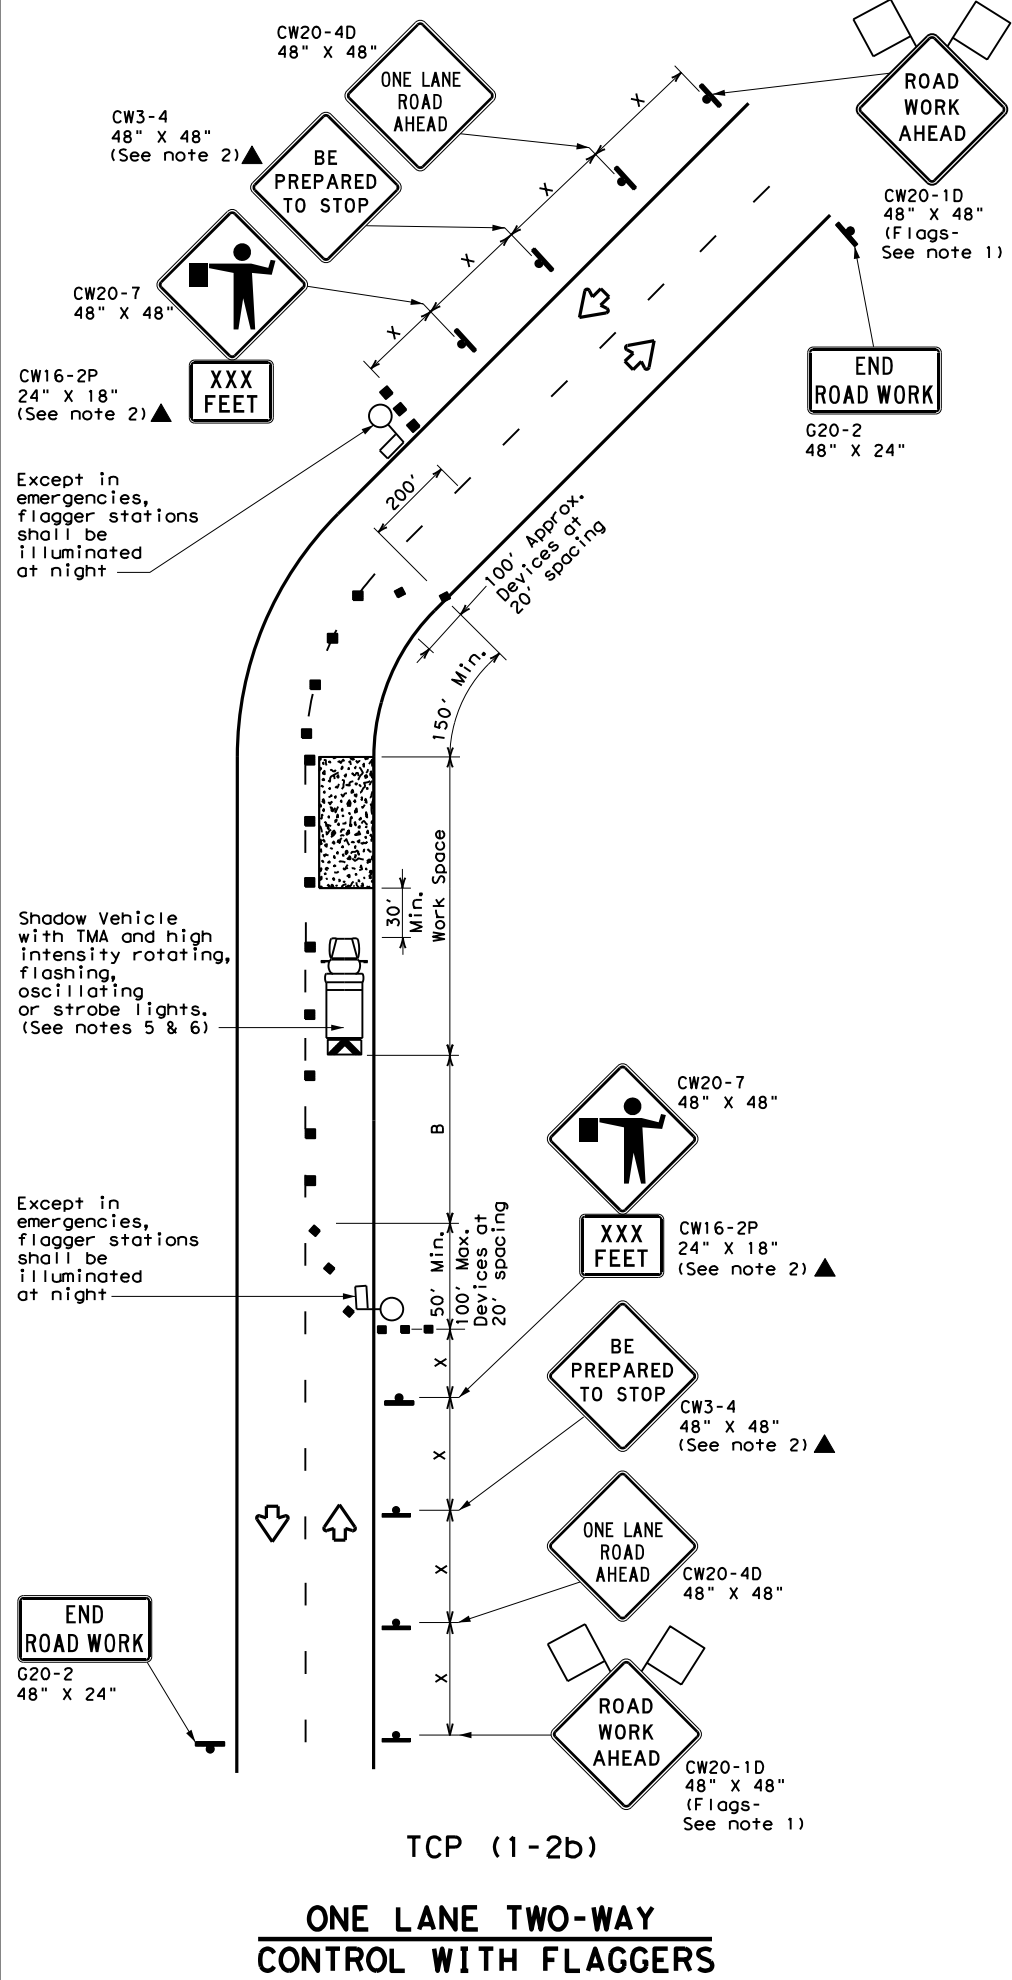 CW20-4D
48" X 48"
ONE LANE
ROAD
AHEAD
CW3-4
48" X 48"
(See note 2)
BE
PREPARED
TO STOP
CW20-7
48" X 48"
CW16-2P
24" X 18"
(See note 2)
XXX
FEET
X
X
X
X
ROAD
WORK
AHEAD
CW20-1D
48" X 48"
(Flags-
See note 1)
END
ROAD WORK
G20-2
48" X 24"
Except in
emergencies,
flagger stations
shall be
illuminated
at night
200'
100' Approx.
Devices at
20' spacing
150' Min.
Work Space
30'
Min.
Shadow Vehicle
with TMA and high
intensity rotating,
flashing,
oscillating
or strobe lights.
(See notes 5 & 6)
B
CW20-7
48" X 48"
XXX
FEET
CW16-2P
24" X 18"
(See note 2)
Except in
emergencies,
flagger stations
shall be
illuminated
at night
50' Min.
100' Max.
Devices at
20' spacing
X
X
X
X
BE
PREPARED
TO STOP
CW3-4
48" X 48"
(See note 2)
ONE LANE
ROAD
AHEAD
CW20-4D
48" X 48"
END
ROAD WORK
G20-2
48" X 24"
ROAD
WORK
AHEAD
CW20-1D
48" X 48"
(Flags-
See note 1)
TCP (1-2b)
ONE LANE TWO-WAY
CONTROL WITH FLAGGERS